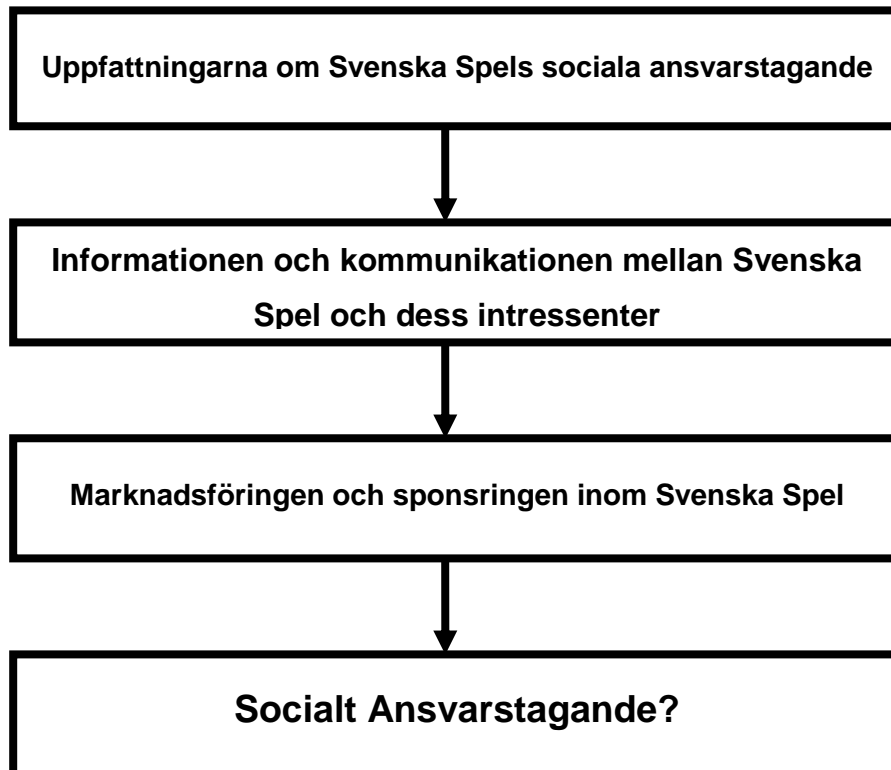 Uppfattningarna om Svenska Spels sociala ansvarstagande
Informationen och kommunikationen mellan Svenska
Spel och dess intressenter
Marknadsföringen och sponsringen inom Svenska Spel
Socialt Ansvarstagande?